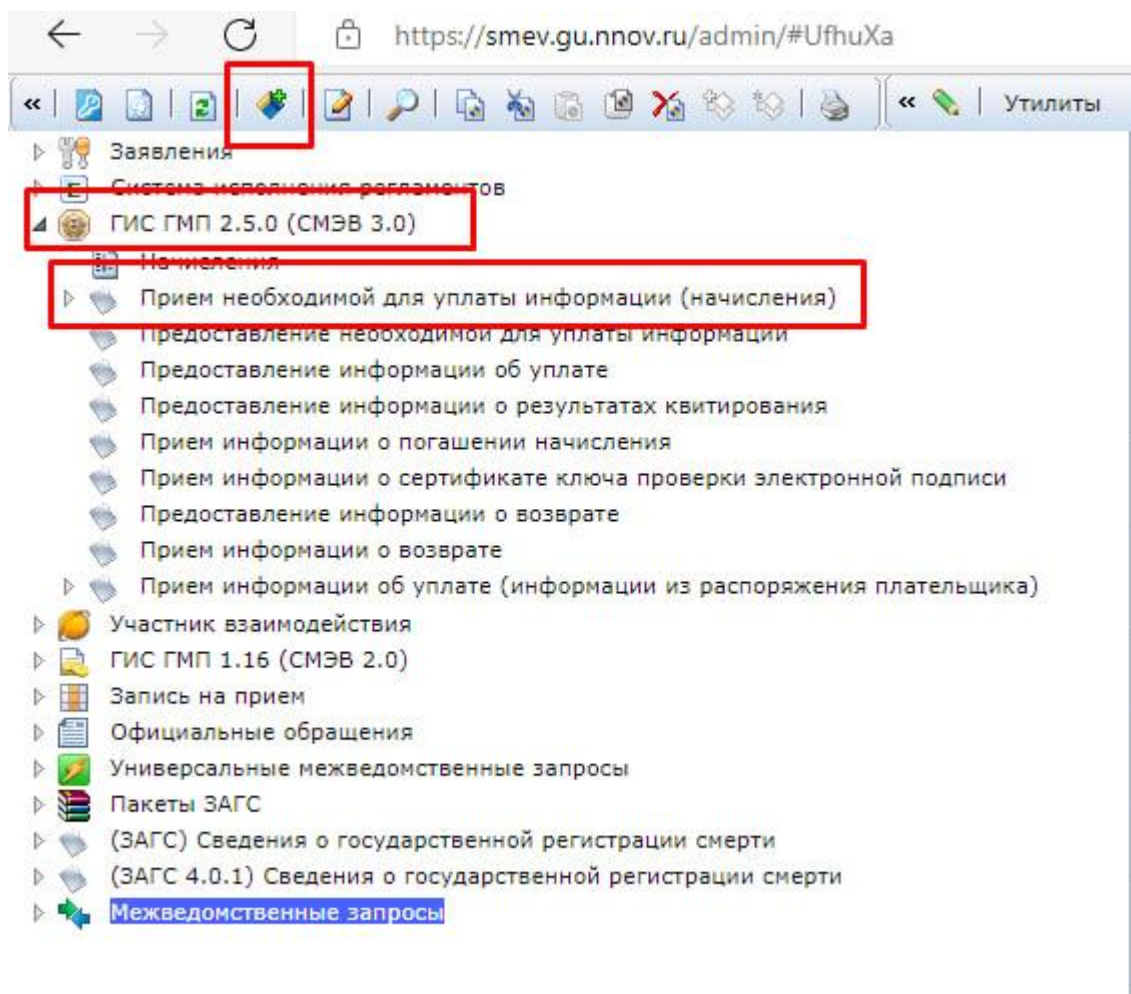 https://smev.gu.nnov.ru/admin/#UfhuXa
Утилиты
Заявления
Система исполнения регламентов
ГИС ГМП 2.5.0 (СМЭВ 3.0)
Начисления
Прием необходимой для уплаты информации (начисления)
Предоставление необходимой для уплаты информации
Предоставление информации об уплате
Предоставление информации о результатах квитирования
Прием информации о погашении начисления
Прием информации о сертификате ключа проверки электронной подписи
Предоставление информации о возврате
Прием информации о возврате
Прием информации об уплате (информации из распоряжения плательщика)
Участник взаимодействия
ГИС ГМП 1.16 (СМЭВ 2.0)
Запись на прием
Официальные обращения
Универсальные межведомственные запросы
Пакеты ЗАГС
(ЗАГС) Сведения о государственной регистрации смерти
(ЗАГС 4.0.1) Сведения о государственной регистрации смерти
Межведомственные запросы